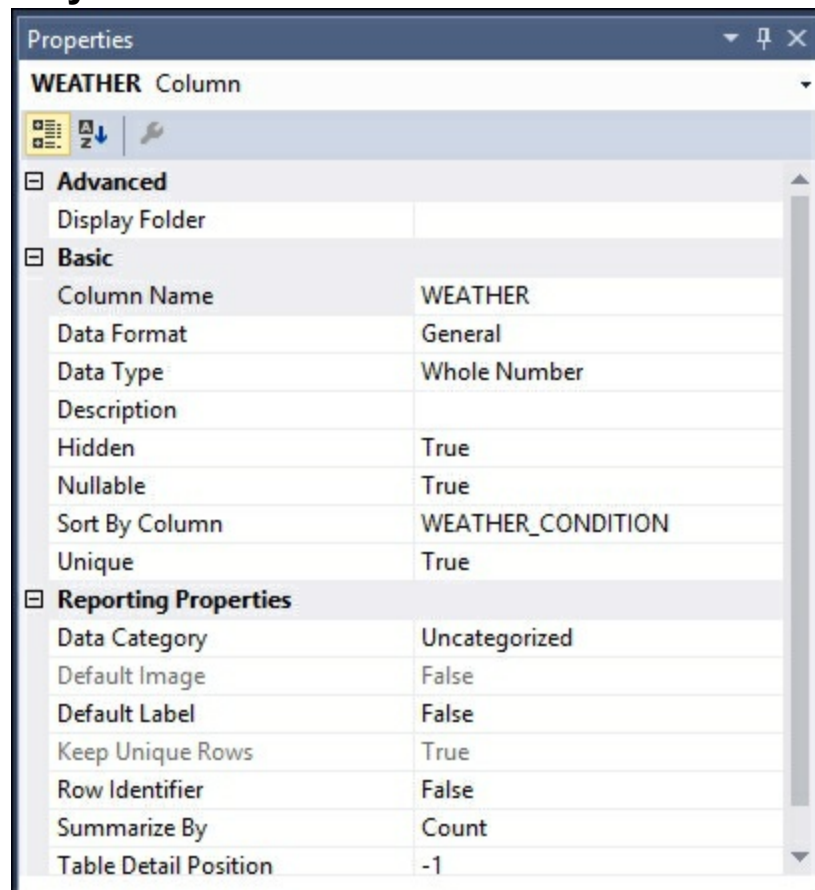 Properties
WEATHER Column
Advanced
Display Folder
Basic
Column Name WEATHER
Data Format General
Data Type Whole Number
Description
Hidden True
Nullable True
Sort By Column WEATHER_CONDITION
Unique True
Reporting Properties
Data Category Uncategorized
Default Image False
Default Label False
Keep Unique Rows True
Row Identifier False
Summarize By Count
Table Detail Position -1